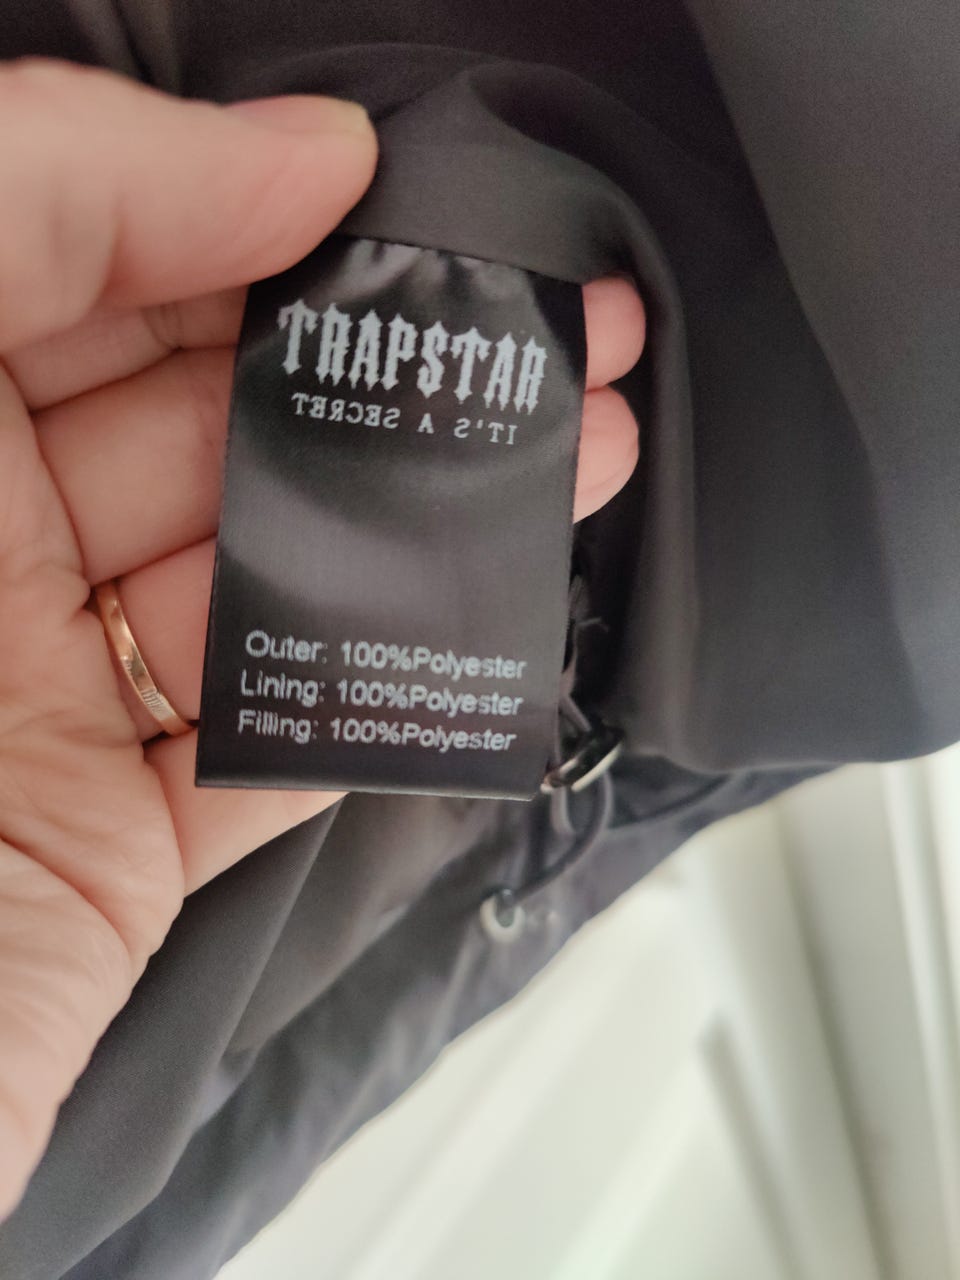 TRAPSTAR
IT'S A SECRET
Outer: 100%Polyester
Lining: 100%Polyester
Filling: 100%Polyester